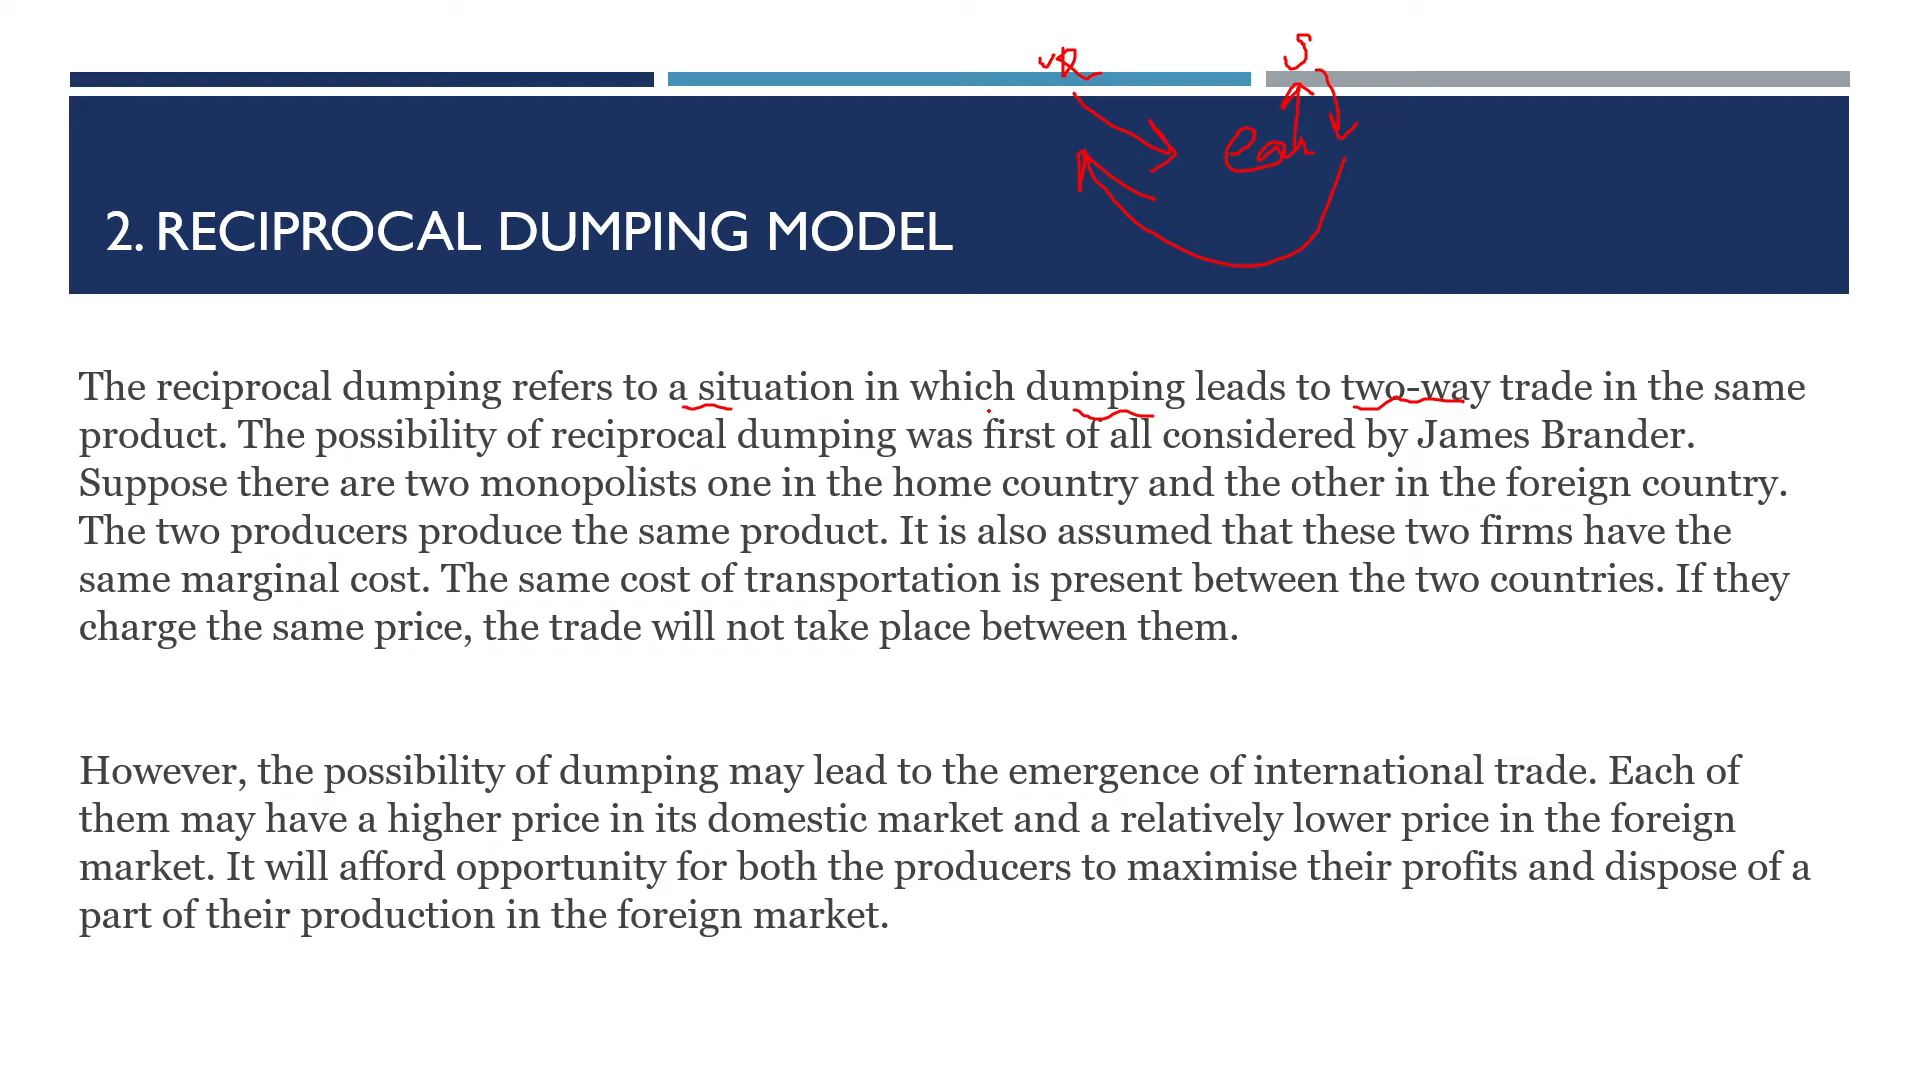 S
2. RECIPROCAL DUMPING MODEL
The reciprocal dumping refers to a situation in which dumping leads to two-way trade in the same
product. The possibility of reciprocal dumping was first of all considered by James Brander.
Suppose there are two monopolists one in the home country and the other in the foreign country.
The two producers produce the same product. It is also assumed that these two firms have the
same marginal cost. The same cost of transportation is present between the two countries. If they
charge the same price, the trade will not take place between them.
However, the possibility of dumping may lead to the emergence of international trade. Each of
them may have a higher price in its domestic market and a relatively lower price in the foreign
market. It will afford opportunity for both the producers to maximise their profits and dispose of a
part of their production in the foreign market.